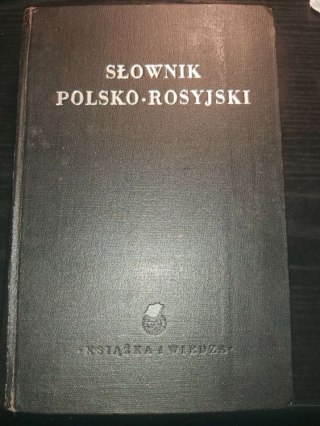 SŁOWNIK
POLSKO-ROSYJSKI
•KSIĄŻKA i WIEDZA•